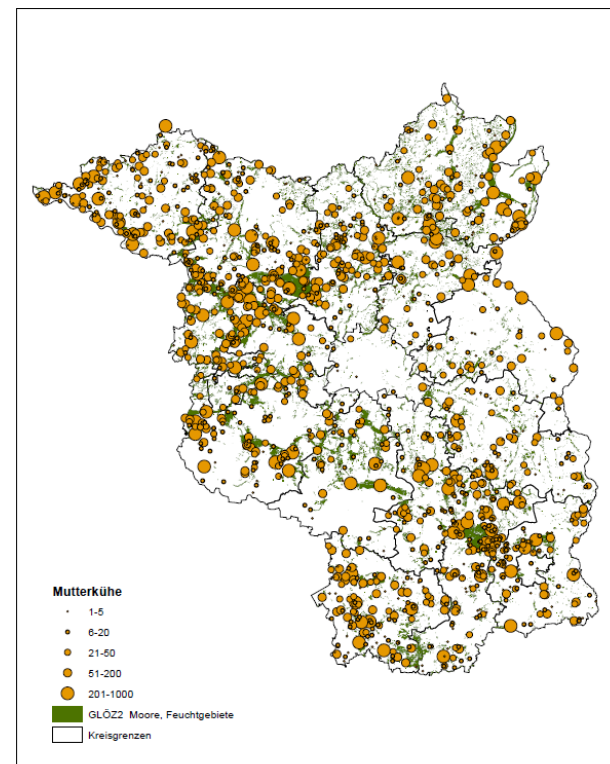 Mutterkühe
1-5
6-20
21-50
51-200
201-1000
GLÖZ2 Moore, Feuchtgebiete
Kreisgrenzen